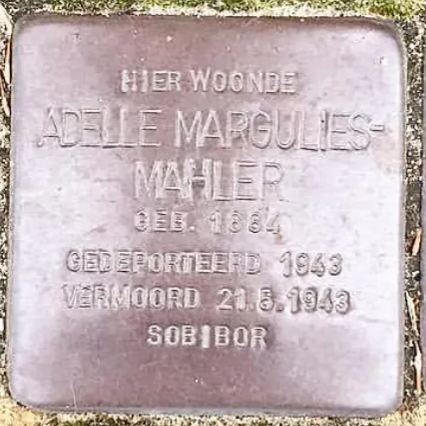 HIER WOONDE
ADELLE MARGULIES-
MAHLER
GEB. 1884
GEDEPORTEERD 1943
VERMOORD 21.5.1943
SOBIBOR